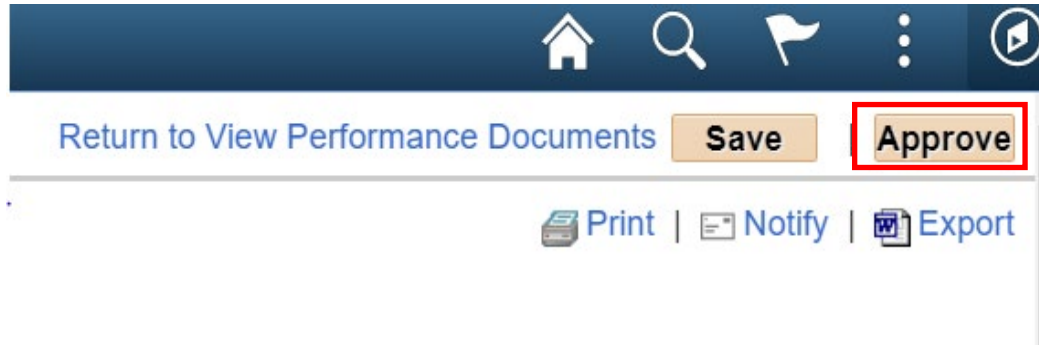 Return to View Performance Documents Save | Approve
Print | Notify | Export